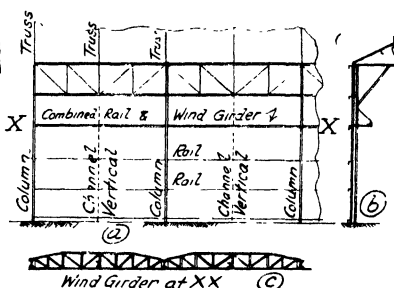 Truss
Truss
Trus
X
Combined Rail &
Wind Girder
X
Column
Channel
Vertical
Column
Rail
Rail
Channel
Vertical
Column
a
b
Wind Girder at XX
c